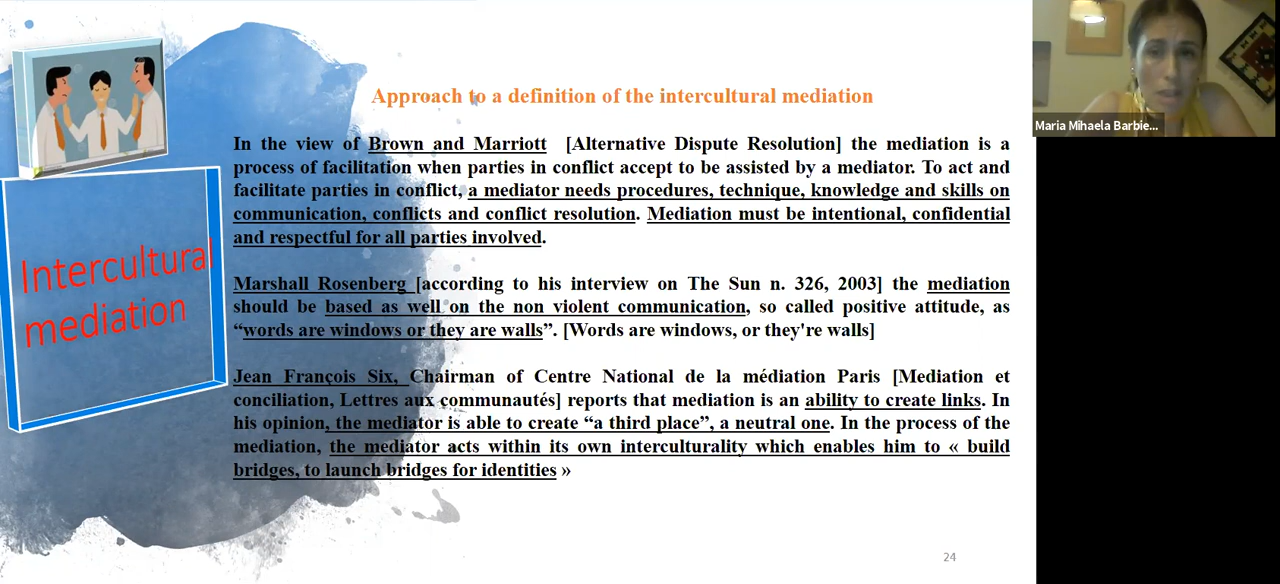 Approach to a definition of the intercultural mediation
In the view of Brown and Marriott [Alternative Dispute Resolution] the mediation is a
process of facilitation when parties in conflict accept to be assisted by a mediator. To act and
facilitate parties in conflict, a mediator needs procedures, technique, knowledge and skills on
communication, conflicts and conflict resolution. Mediation must be intentional, confidential
and respectful for all parties involved.
Marshall Rosenberg [according to his interview on The Sun n. 326, 2003] the mediation
should be based as well on the non violent communication, so called positive attitude, as
“words are windows or they are walls”. [Words are windows, or they're walls]
Jean François Six, Chairman of Centre National de la médiation Paris [Mediation et
conciliation, Lettres aux communautés] reports that mediation is an ability to create links. In
his opinion, the mediator is able to create “a third place”, a neutral one. In the process of the
mediation, the mediator acts within its own interculturality which enables him to « build
bridges, to launch bridges for identities »
Intercultural
mediation
24
Maria Mihaela Barbie...